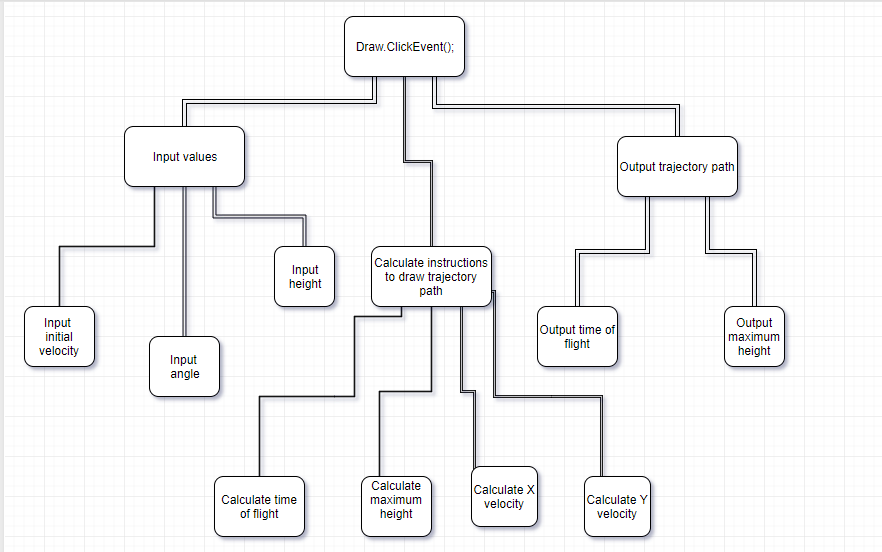 Draw.ClickEvent();
Input values
Output trajectory path
Input
height
Calculate instructions
to draw trajectory
path
Input
initial
velocity
Input
angle
Output time of
flight
Output
maximum
height
Calculate time
of flight
Calculate
maximum
height
Calculate X
velocity
Calculate Y
velocity